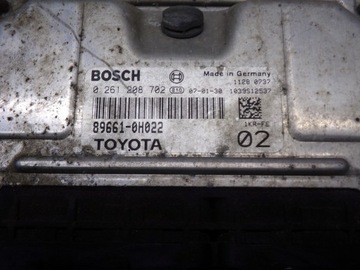 BOSCH Made in Germany
1128 0737
0 261 208 702 07-01-30 1039S12537
89661-0H022 1KR-FE
TOYOTA 02